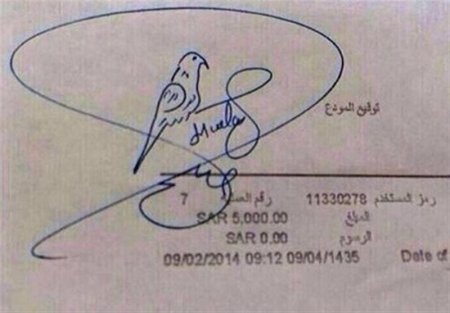 توقيع المودع
رمز المستخدم 11330278 رقم العملية 7
المبلغ SAR 5,000.00
الرسوم SAR 0.00
09/02/2014 09:12 09/04/1435 Date of